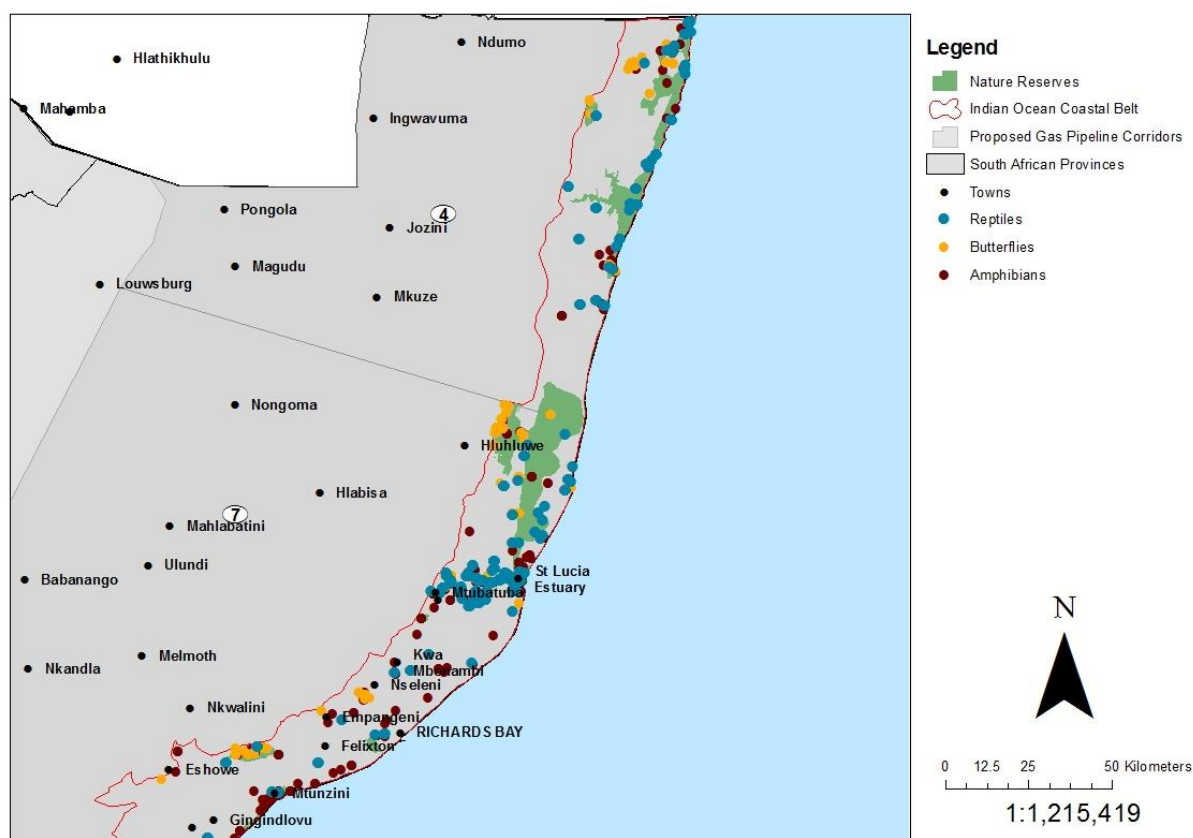 Ndumo
Hlathikhulu
Mahamba
Ingwavuma
Pongola
4
Jozini
Magudu
Louwsburg
Mkuze
Nongoma
Hluhluwe
Hlabisa
7
Mahlabatini
Ulundi
Babanango
St Lucia
Estuary
Mtubatuba
Melmoth
Nkandla
Kwa
Mbonambi
Nseleni
Nkwalini
Empangeni
RICHARDS BAY
Felixton
Eshowe
Mtunzini
Gingindlovu
Legend
Nature Reserves
Indian Ocean Coastal Belt
Proposed Gas Pipeline Corridors
South African Provinces
Towns
Reptiles
Butterflies
Amphibians
N
0 12.5 25 50 Kilometers
1:1,215,419